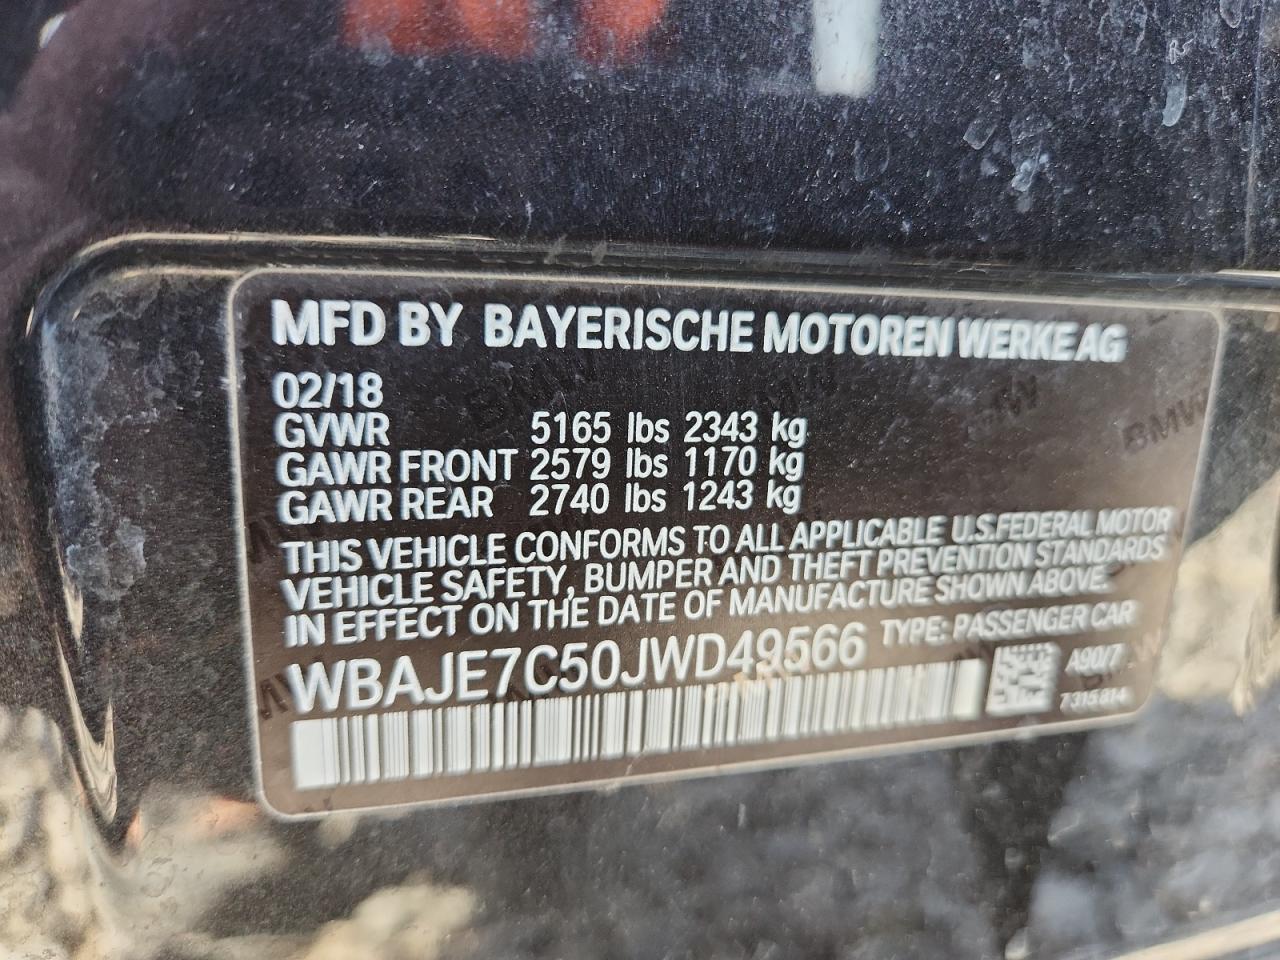 MFD BY BAYERISCHE MOTOREN WERKE AG
02/18
GVWR 5165 lbs 2343 kg
GAWR FRONT 2579 lbs 1170 kg
GAWR REAR 2740 lbs 1243 kg
THIS VEHICLE CONFORMS TO ALL APPLICABLE U.S.FEDERAL MOTOR
VEHICLE SAFETY, BUMPER AND THEFT PREVENTION STANDARDS
IN EFFECT ON THE DATE OF MANUFACTURE SHOWN ABOVE.
WBAJE7C50JWD49566 TYPE: PASSENGER CAR
A90/7
7315814